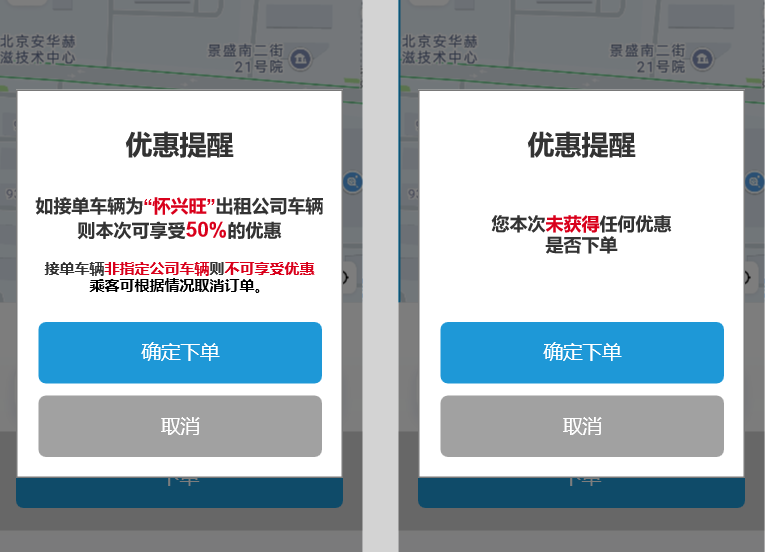 北京安华赫
滋技术中心
景盛南二街
21号院
优惠提醒
如接单车辆为“怀兴旺”出租公司车辆
则本次可享受50%的优惠
接单车辆非指定公司车辆则不可享受优惠
乘客可根据情况取消订单。
确定下单
取消
下单
北京安华赫
滋技术中心
景盛南二街
21号院
优惠提醒
您本次未获得任何优惠
是否下单
确定下单
取消
下单